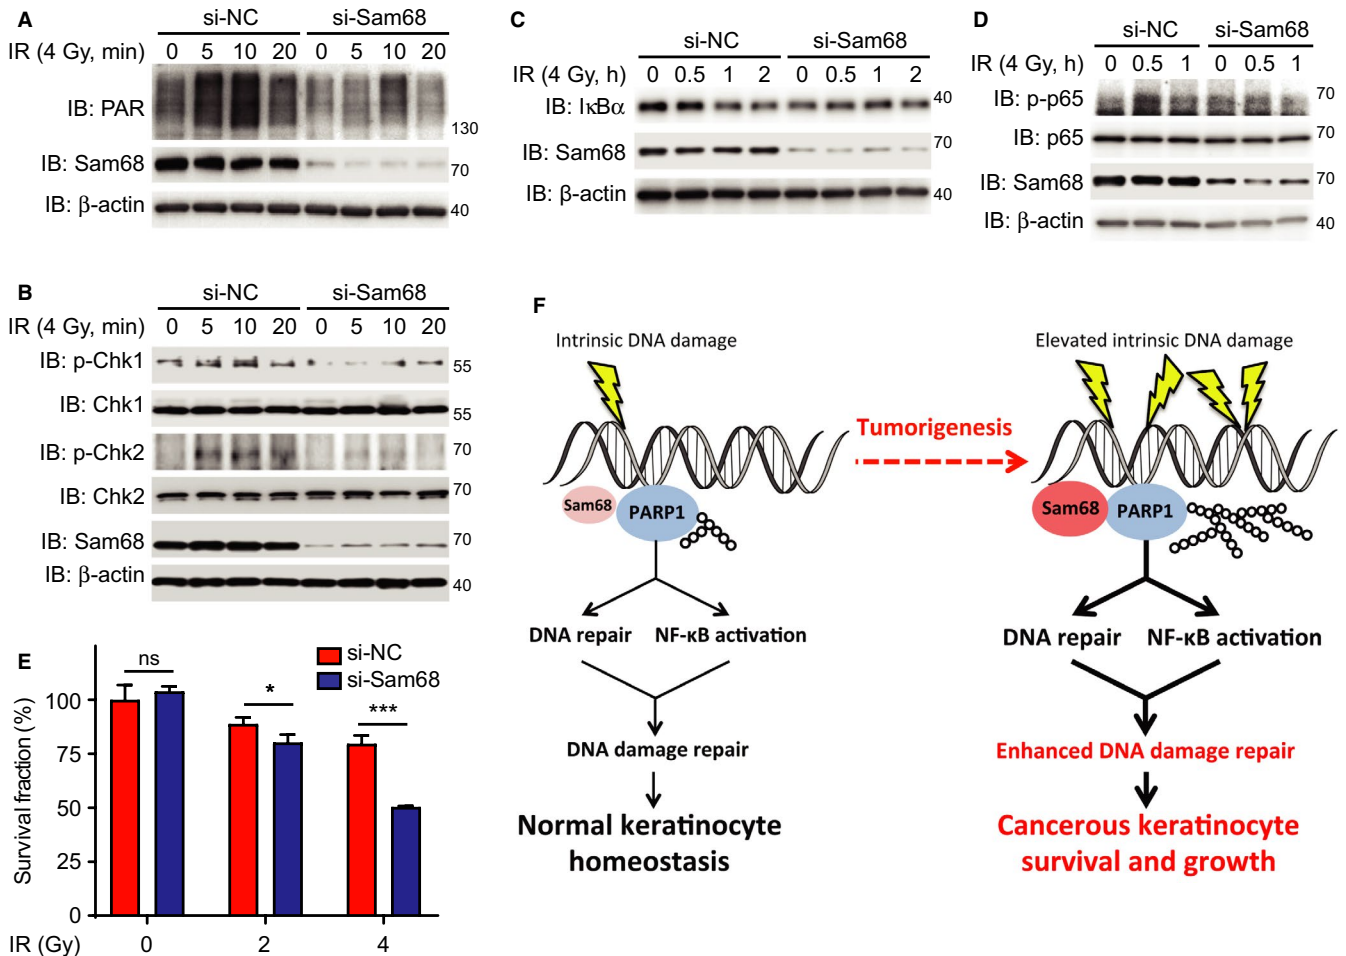 A
si-NC si-Sam68
IR (4 Gy, min) 0 5 10 20 0 5 10 20
IB: PAR
130
IB: Sam68
70
IB: β-actin
40
B
si-NC si-Sam68
IR (4 Gy, min) 0 5 10 20 0 5 10 20
IB: p-Chk1
55
IB: Chk1
55
IB: p-Chk2
70
IB: Chk2
70
IB: Sam68
70
IB: β-actin
40
C
si-NC si-Sam68
IR (4 Gy, h) 0 0.5 1 2 0 0.5 1 2
IB: IκBα
40
IB: Sam68
70
IB: β-actin
40
D
si-NC si-Sam68
IR (4 Gy, h) 0 0.5 1 0 0.5 1
IB: p-p65
70
IB: p65
70
IB: Sam68
70
IB: β-actin
40
E
si-NC
si-Sam68
ns
*
***
Survival fraction (%)
100
75
50
25
0
IR (Gy) 0 2 4
F
Intrinsic DNA damage
Sam68
PARP1
DNA repair NF-κB activation
DNA damage repair
Normal keratinocyte
homeostasis
Tumorigenesis
Elevated intrinsic DNA damage
Sam68
PARP1
DNA repair NF-κB activation
Enhanced DNA damage repair
Cancerous keratinocyte
survival and growth